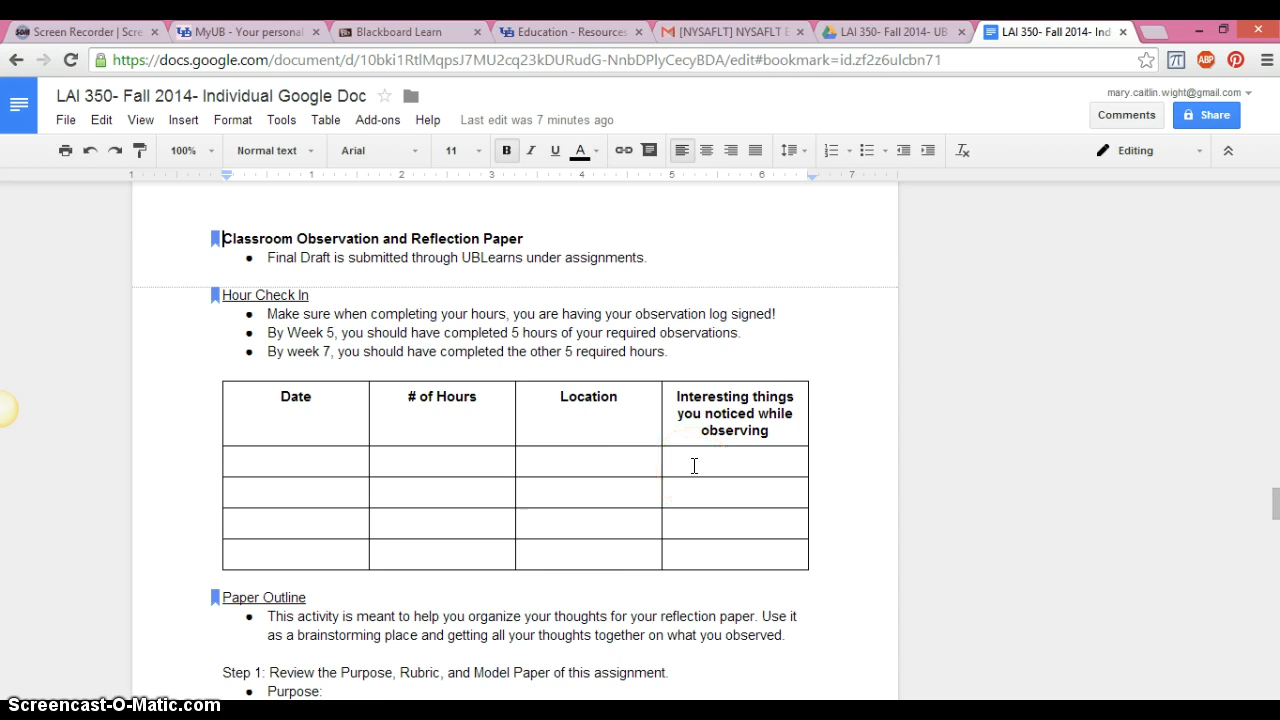 Screen Recorder | Scre
MyUB - Your personal
Blackboard Learn
Education - Resources
[NYSAFLT] NYSAFLT E
LAI 350- Fall 2014- UB
LAI 350- Fall 2014- Ind
https://docs.google.com/document/d/10bki1RtlMqpsJ7MU2cq23kDURudG-NnbDPlyCecyBDA/edit#bookmark=id.zf2z6ulcbn71
π
ABP
LAI 350- Fall 2014- Individual Google Doc
mary.caitlin.wight@gmail.com
File Edit View Insert Format Tools Table Add-ons Help Last edit was 7 minutes ago
Comments
Share
100% Normal text Arial 11 B I U A Editing
1 1 2 3 4 5 6 7
Classroom Observation and Reflection Paper
● Final Draft is submitted through UBLearns under assignments.
Hour Check In
● Make sure when completing your hours, you are having your observation log signed!
● By Week 5, you should have completed 5 hours of your required observations.
● By week 7, you should have completed the other 5 required hours.
Date
# of Hours
Location
Interesting things
you noticed while
observing
Paper Outline
● This activity is meant to help you organize your thoughts for your reflection paper. Use it
as a brainstorming place and getting all your thoughts together on what you observed.
Step 1: Review the Purpose, Rubric, and Model Paper of this assignment.
● Purpose:
Screencast-O-Matic.com